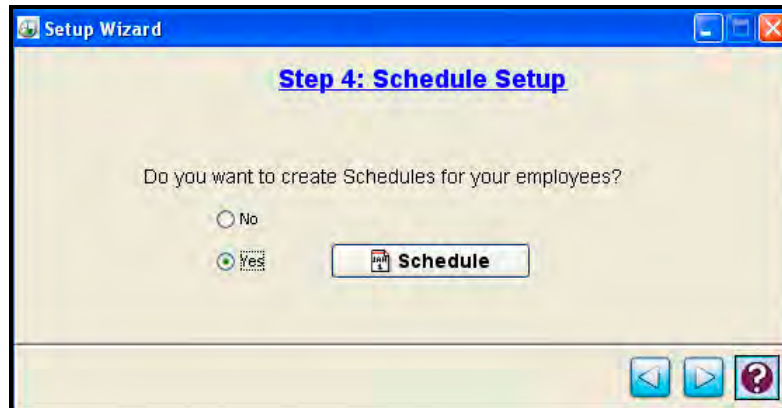 Setup Wizard
Step 4: Schedule Setup
Do you want to create Schedules for your employees?
No
Yes
Schedule